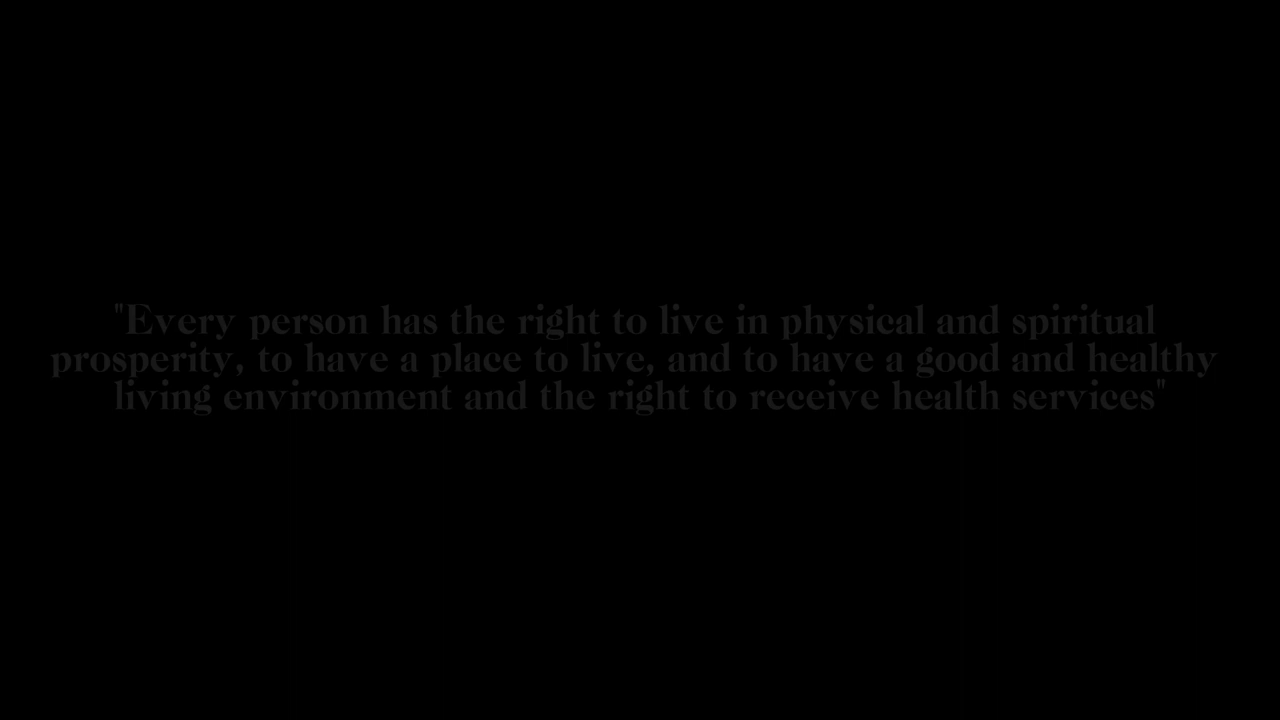 "Every person has the right to live in physical and spiritual
prosperity, to have a place to live, and to have a good and healthy
living environment and the right to receive health services"